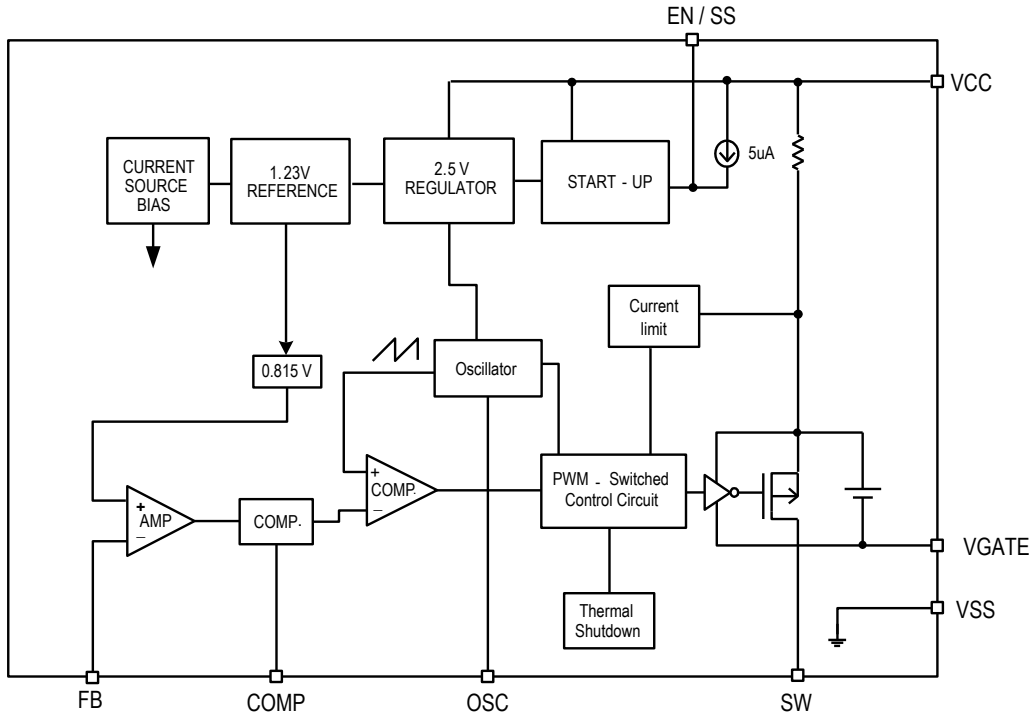 EN / SS
VCC
CURRENT
SOURCE
BIAS
1.23V
REFERENCE
2.5 V
REGULATOR
START - UP
5uA
Current
limit
0.815 V
Oscillator
+
AMP
−
COMP.
+
COMP.
−
PWM - Switched
Control Circuit
VGATE
Thermal
Shutdown
VSS
FB
COMP
OSC
SW